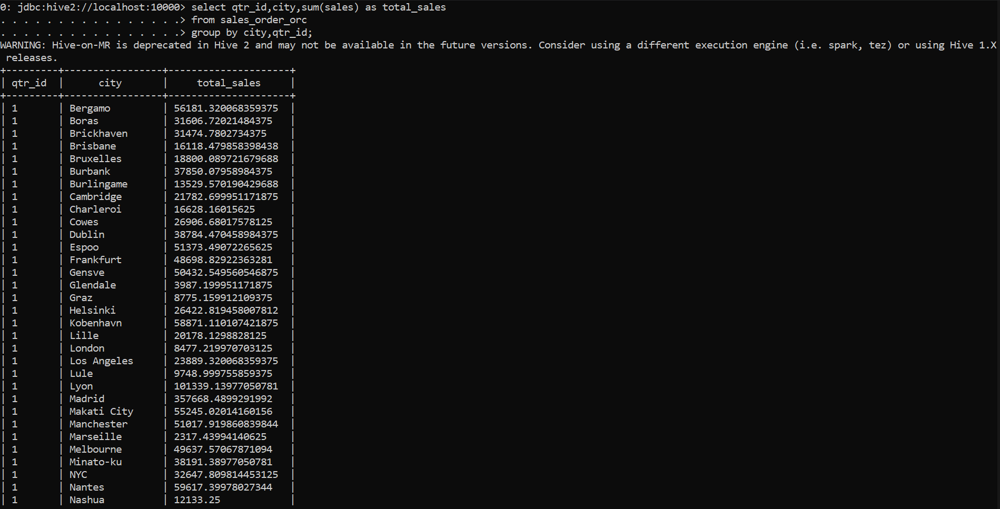 0: jdbc:hive2://localhost:10000> select qtr_id,city,sum(sales) as total_sales
. . . . . . . . . . . . . . . .> from sales_order_orc
. . . . . . . . . . . . . . . .> group by city,qtr_id;
WARNING: Hive-on-MR is deprecated in Hive 2 and may not be available in the future versions. Consider using a different execution engine (i.e. spark, tez) or using Hive 1.X
 releases.
+---------+-----------------+---------------------+
| qtr_id  |      city       |     total_sales     |
+---------+-----------------+---------------------+
| 1       | Bergamo         | 56181.320068359375  |
| 1       | Boras           | 31606.72021484375   |
| 1       | Brickhaven      | 31474.7802734375    |
| 1       | Brisbane        | 16118.479858398438  |
| 1       | Bruxelles       | 18800.089721679688  |
| 1       | Burbank         | 37850.07958984375   |
| 1       | Burlingame      | 13529.570190429688  |
| 1       | Cambridge       | 21782.699951171875  |
| 1       | Charleroi       | 16628.16015625      |
| 1       | Cowes           | 26906.68017578125   |
| 1       | Dublin          | 38784.470458984375  |
| 1       | Espoo           | 51373.49072265625   |
| 1       | Frankfurt       | 48698.82922363281   |
| 1       | Gensve          | 50432.549560546875  |
| 1       | Glendale        | 3987.199951171875   |
| 1       | Graz            | 8775.159912109375   |
| 1       | Helsinki        | 26422.819458007812  |
| 1       | Kobenhavn       | 58871.110107421875  |
| 1       | Lille           | 20178.1298828125    |
| 1       | London          | 8477.219970703125   |
| 1       | Los Angeles     | 23889.320068359375  |
| 1       | Lule            | 9748.999755859375   |
| 1       | Lyon            | 101339.13977050781  |
| 1       | Madrid          | 357668.4899291992   |
| 1       | Makati City     | 55245.02014160156   |
| 1       | Manchester      | 51017.919860839844  |
| 1       | Marseille       | 2317.43994140625    |
| 1       | Melbourne       | 49637.57067871094   |
| 1       | Minato-ku       | 38191.38977050781   |
| 1       | NYC             | 32647.809814453125  |
| 1       | Nantes          | 59617.39978027344   |
| 1       | Nashua          | 12133.25            |